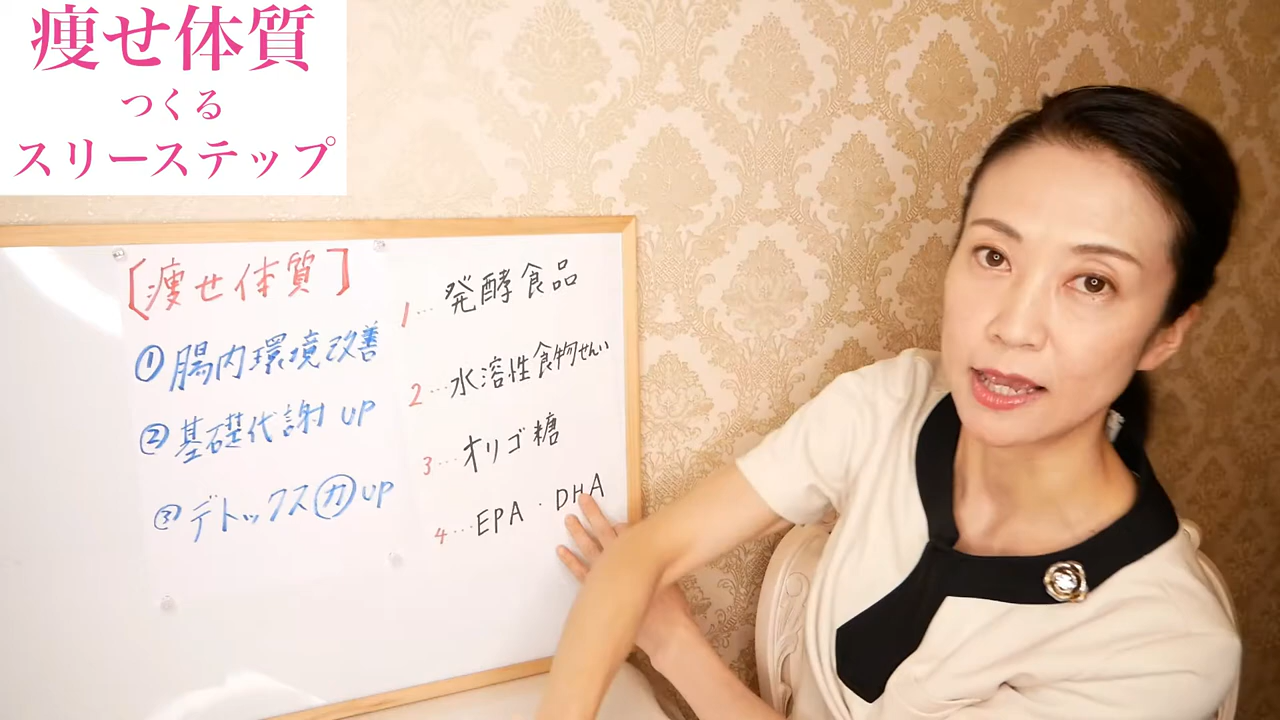 痩せ体質
つくる
スリーステップ
[痩せ体質]
①腸内環境改善
②基礎代謝 UP
③デトックス力UP
1…発酵食品
2…水溶性食物せんい
3…オリゴ糖
4…EPA・DHA